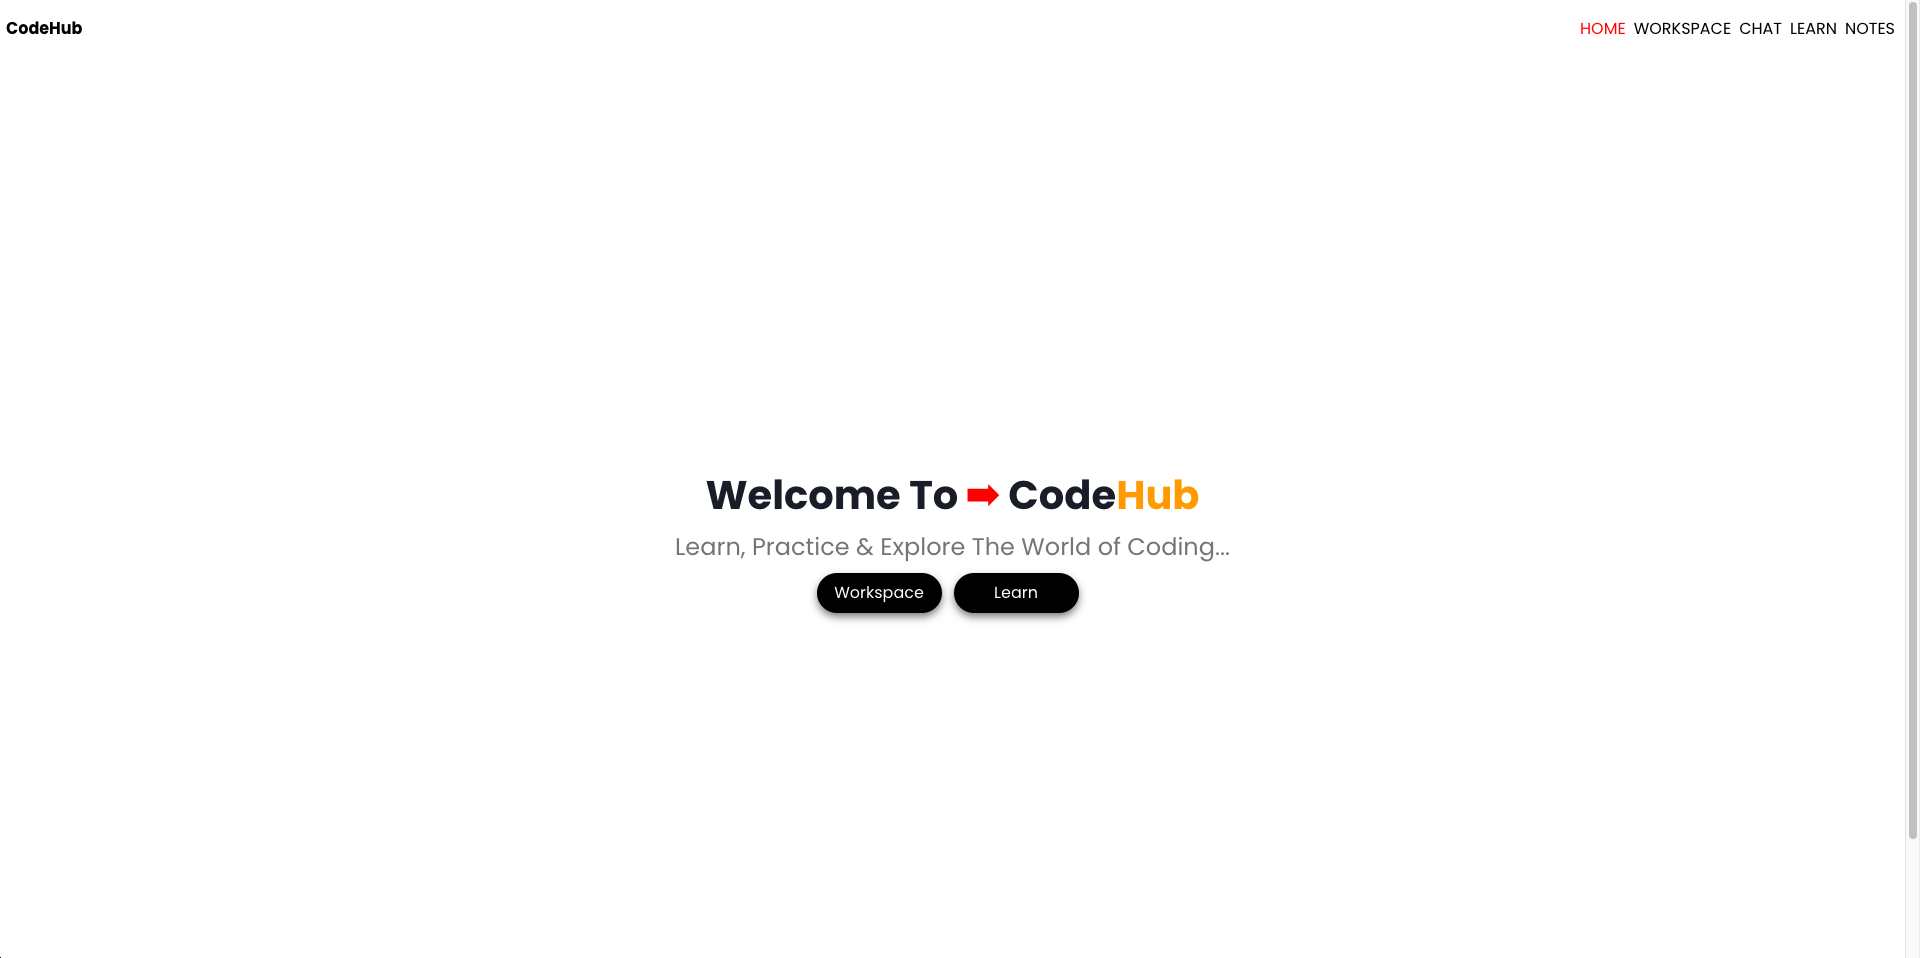 CodeHub
HOME WORKSPACE CHAT LEARN NOTES
Welcome To ➡ CodeHub
Learn, Practice & Explore The World of Coding...
Workspace Learn